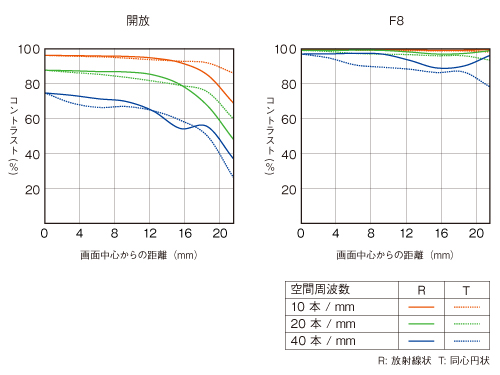 開放
100
80
60
40
20
コントラスト(%)
0 4 8 12 16 20
画面中心からの距離 (mm)
F8
100
80
60
40
20
コントラスト(%)
0 4 8 12 16 20
画面中心からの距離 (mm)
空間周波数 R T
10 本 / mm
20 本 / mm
40 本 / mm
R: 放射線状 T: 同心円状